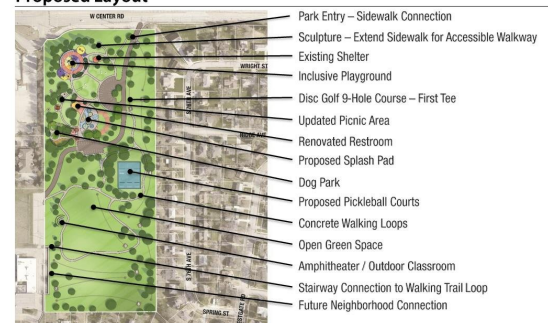 Proposed Layout
W CENTER RD
Park Entry – Sidewalk Connection
Sculpture – Extend Sidewalk for Accessible Walkway
Existing Shelter
WRIGHT ST
Inclusive Playground
Disc Golf 9-Hole Course – First Tee
Updated Picnic Area
Renovated Restroom
Proposed Splash Pad
Dog Park
Proposed Pickleball Courts
Concrete Walking Loops
Open Green Space
Amphitheater / Outdoor Classroom
Stairway Connection to Walking Trail Loop
Future Neighborhood Connection
SPRING ST